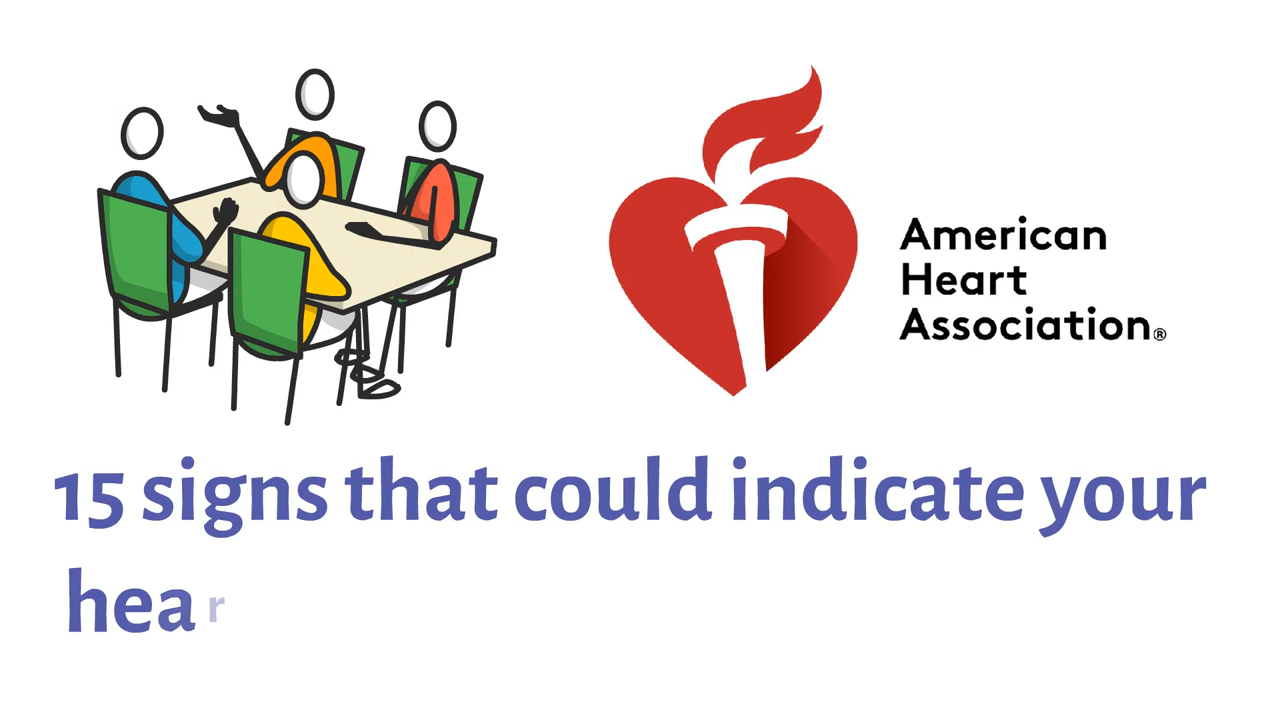 American
Heart
Association®
15 signs that could indicate your
hear